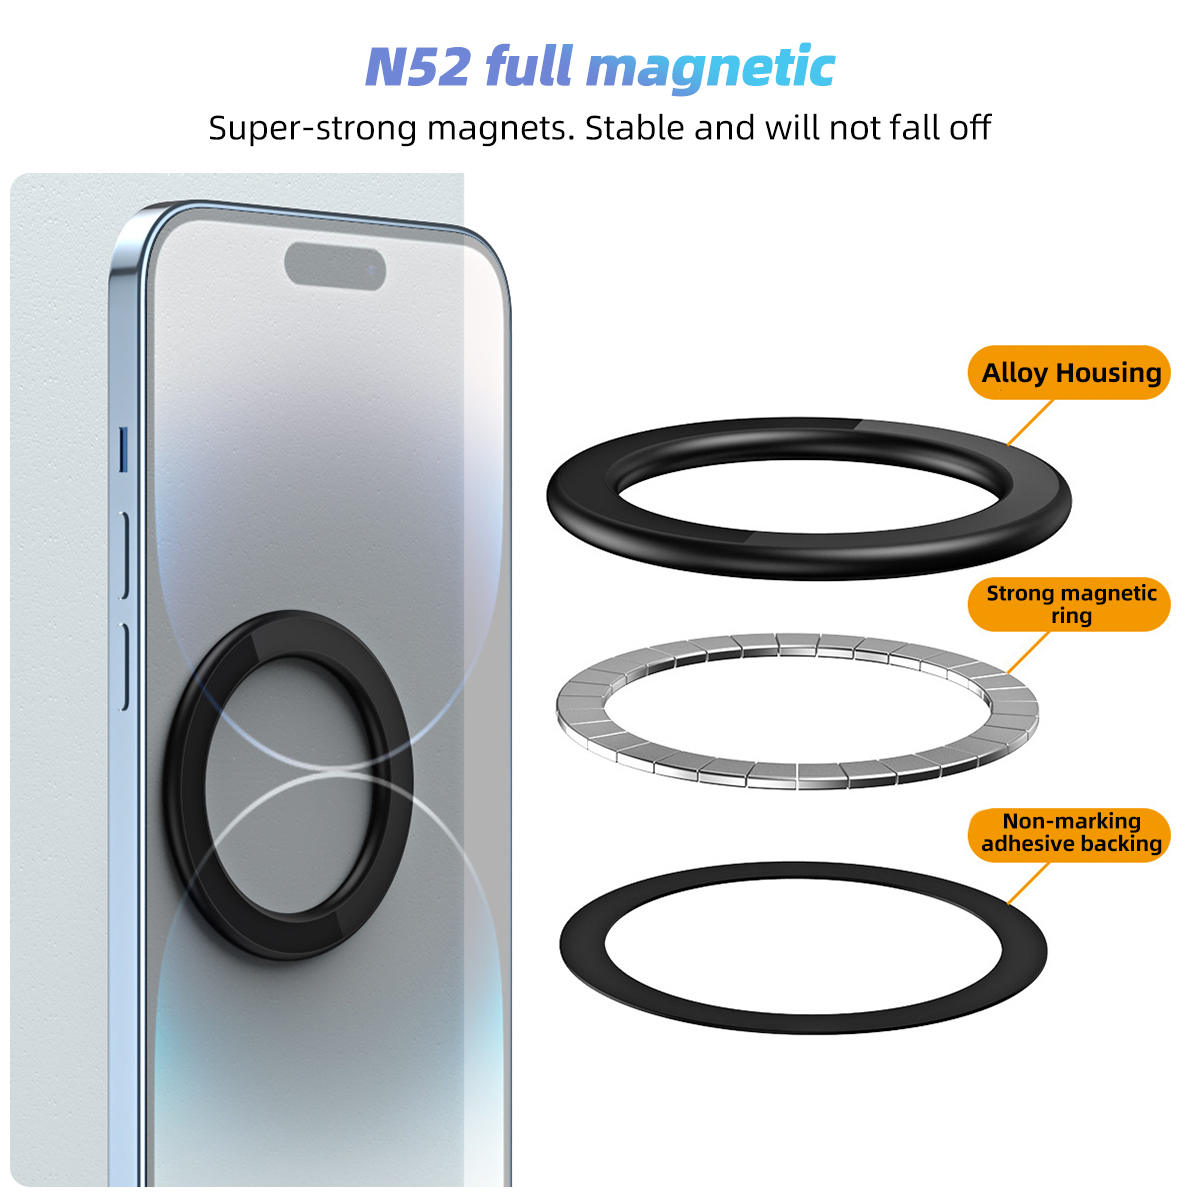 N52 full magnetic
Super-strong magnets. Stable and will not fall off
Alloy Housing
Strong magnetic
ring
Non-marking
adhesive backing